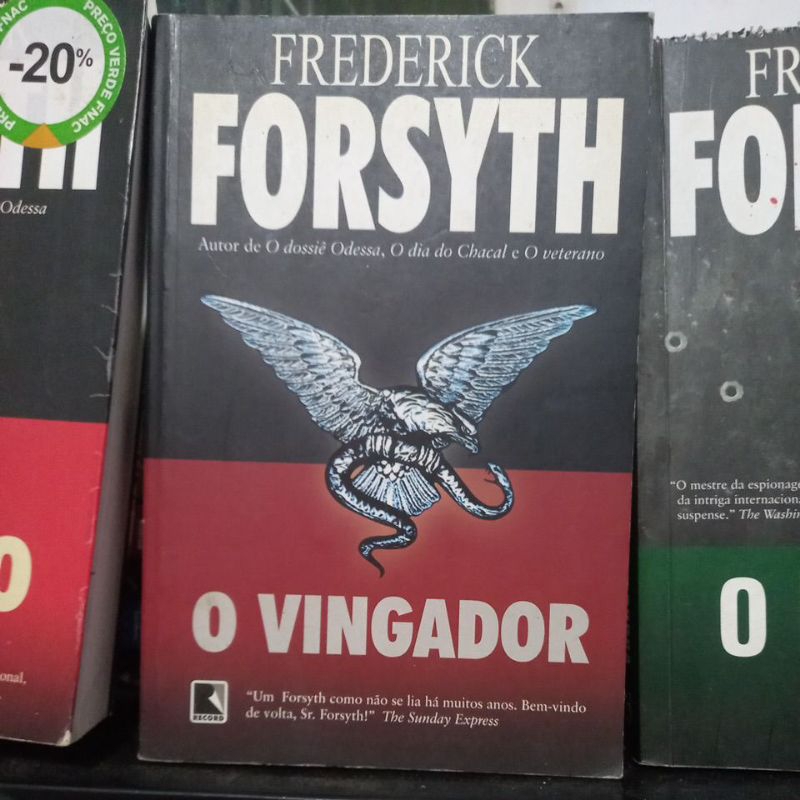 FNAC
PREÇO VERDE FNAC
-20%
Odessa
onal,
FREDERICK
FORSYTH
Autor de O dossiê Odessa, O dia do Chacal e O veterano
O VINGADOR
RECORD
"Um Forsyth como não se lia há muitos anos. Bem-vindo
de volta, Sr. Forsyth!" The Sunday Express
FR
FO
"O mestre da espionage
da intriga internaciona
suspense." The Washin
O